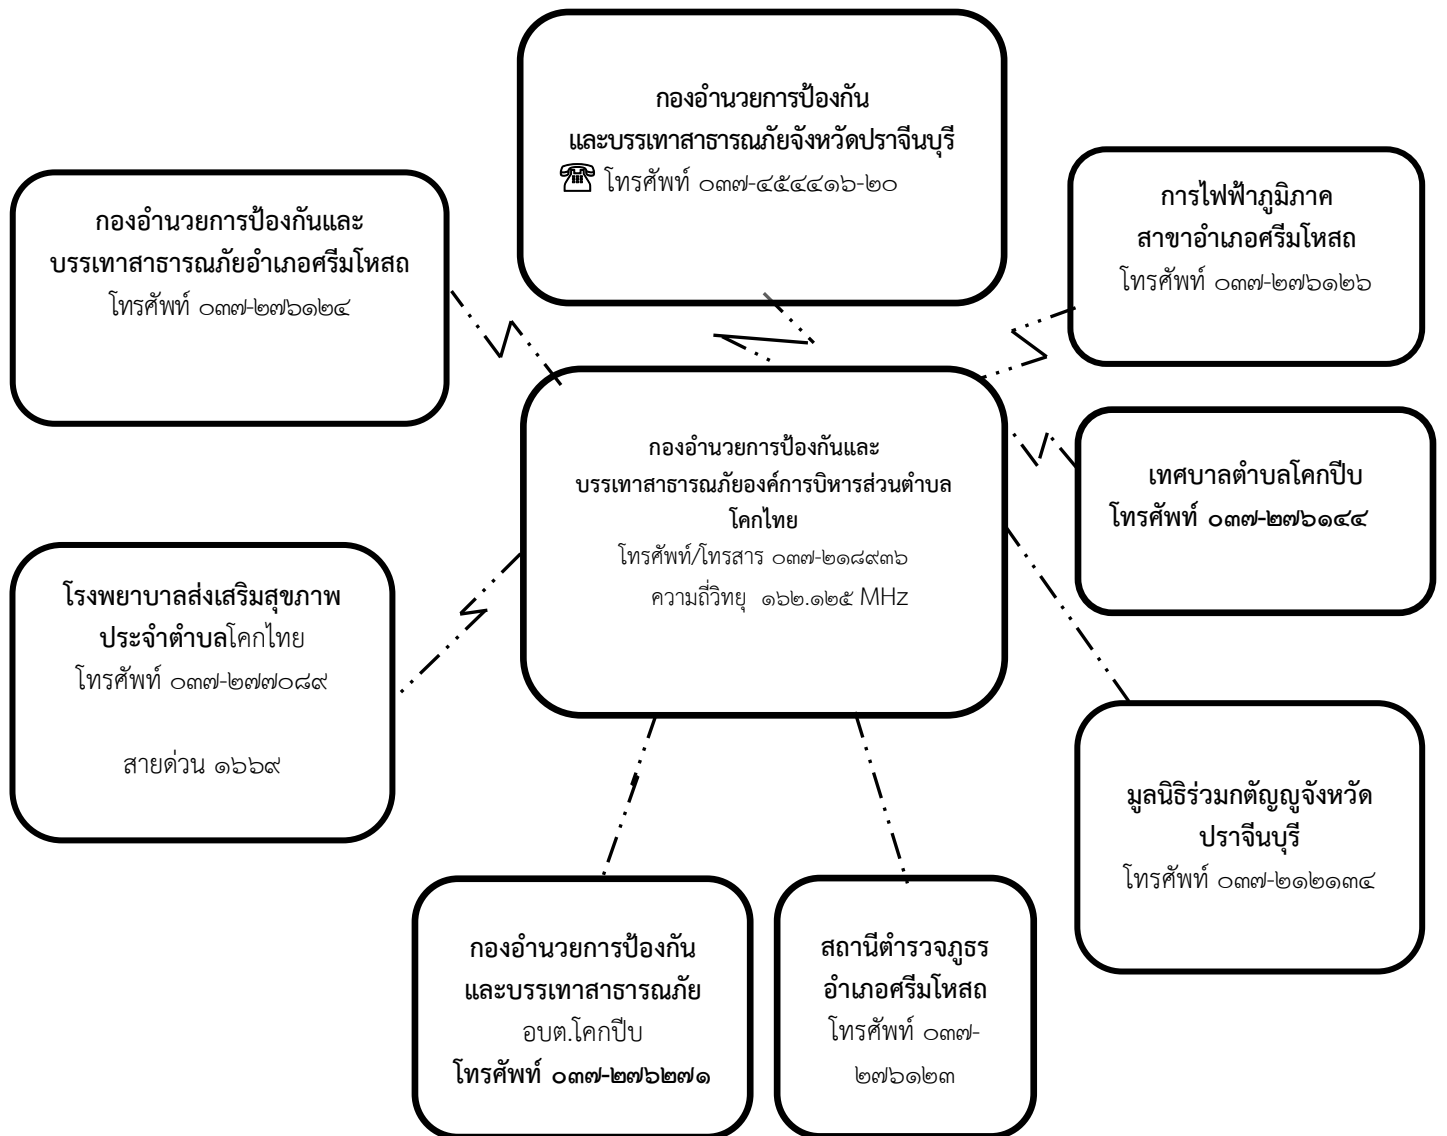 กองอำนวยการป้องกัน
และบรรเทาสาธารณภัยจังหวัดปราจีนบุรี
โทรศัพท์ ๐๓๗-๔๕๔๔๑๖-๒๐
กองอำนวยการป้องกันและ
บรรเทาสาธารณภัยอำเภอศรีมโหสถ
โทรศัพท์ ๐๓๗-๒๗๖๑๒๔
การไฟฟ้าภูมิภาค
สาขาอำเภอศรีมโหสถ
โทรศัพท์ ๐๓๗-๒๗๖๑๒๖
กองอำนวยการป้องกันและ
บรรเทาสาธารณภัยองค์การบิหารส่วนตำบล
โคกไทย
โทรศัพท์/โทรสาร ๐๓๗-๒๑๘๙๓๖
ความถี่วิทยุ ๑๖๒.๑๒๕ MHz
เทศบาลตำบลโคกปีบ
โทรศัพท์ ๐๓๗-๒๗๖๑๔๔
โรงพยาบาลส่งเสริมสุขภาพ
ประจำตำบลโคกไทย
โทรศัพท์ ๐๓๗-๒๗๗๐๘๙
สายด่วน ๑๖๖๙
มูลนิธิร่วมกตัญญูจังหวัด
ปราจีนบุรี
โทรศัพท์ ๐๓๗-๒๑๒๑๓๔
กองอำนวยการป้องกัน
และบรรเทาสาธารณภัย
อบต.โคกปีบ
โทรศัพท์ ๐๓๗-๒๗๖๒๗๑
สถานีตำรวจภูธร
อำเภอศรีมโหสถ
โทรศัพท์ ๐๓๗-
๒๗๖๑๒๓